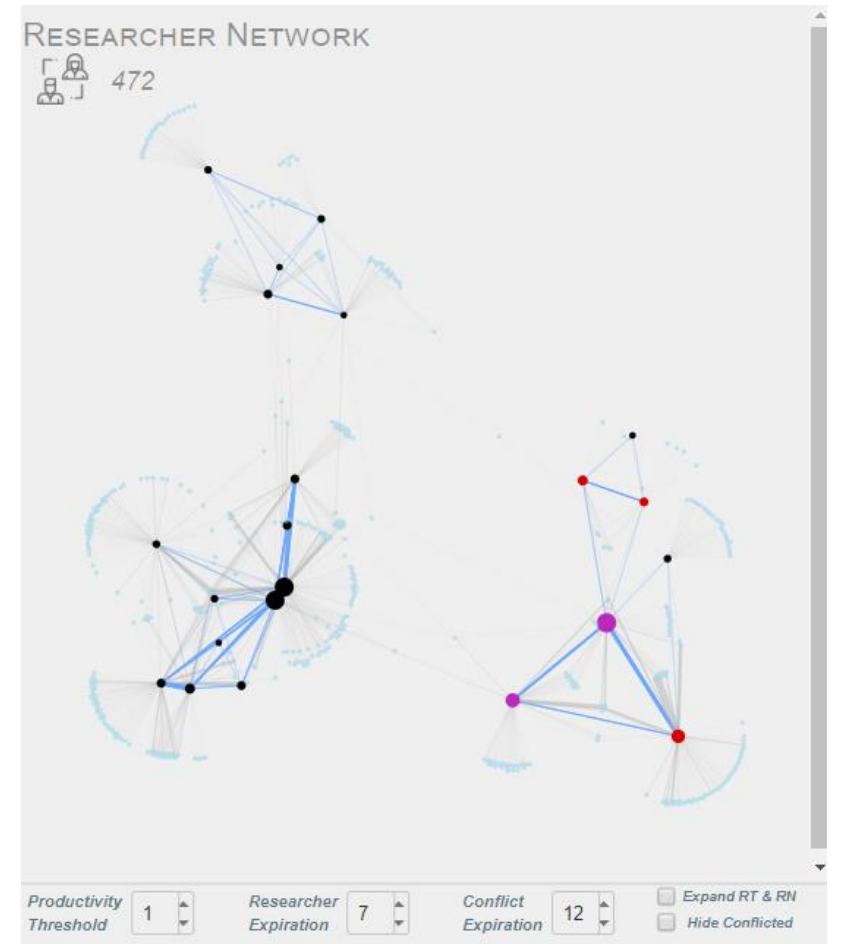 RESEARCHER NETWORK
472
Productivity Threshold 1
Researcher Expiration 7
Conflict Expiration 12
Expand RT & RN
Hide Conflicted